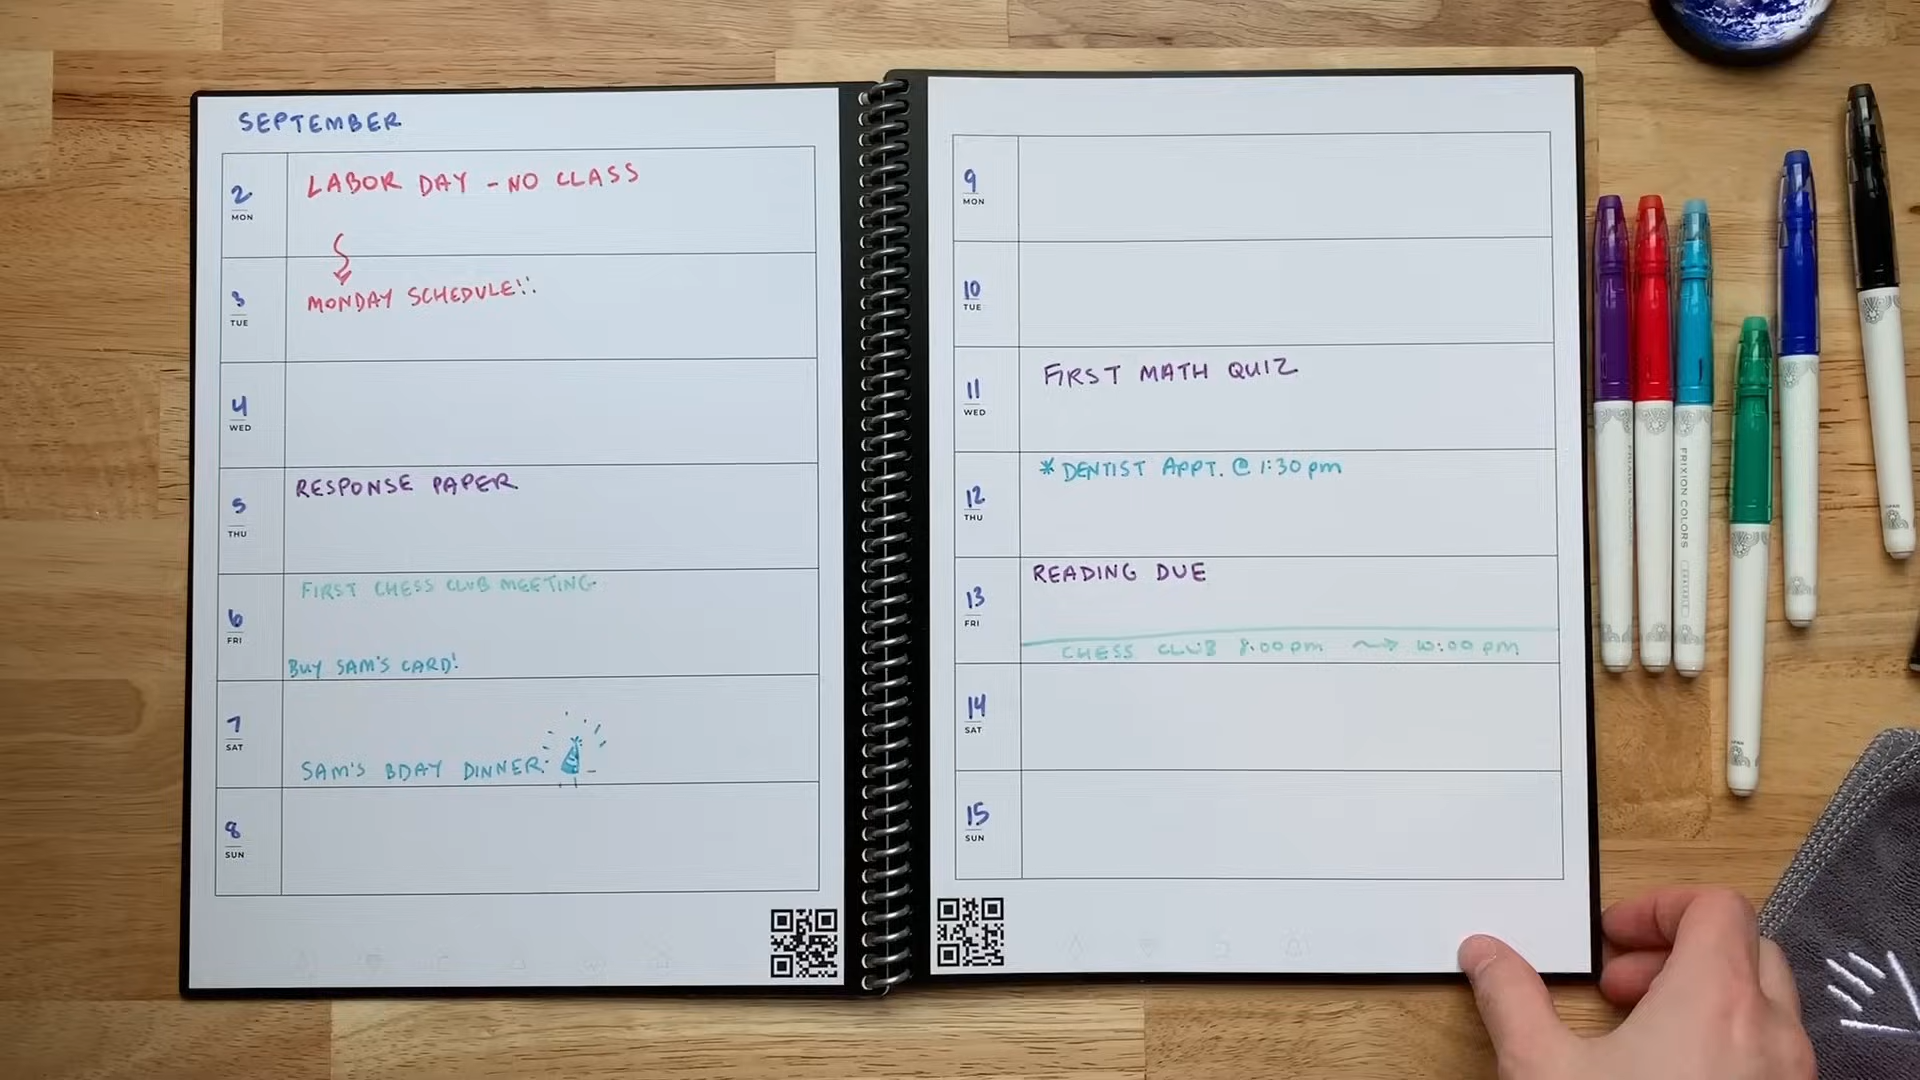 SEPTEMBER
2
MON
LABOR DAY - NO CLASS
3
TUE
MONDAY SCHEDULE!!
4
WED
5
THU
RESPONSE PAPER
6
FRI
FIRST CHESS CLUB MEETING
BUY SAM'S CARD!
7
SAT
SAM'S BDAY DINNER
8
SUN
9
MON
10
TUE
11
WED
FIRST MATH QUIZ
12
THU
* DENTIST APPT. @ 1:30 pm
13
FRI
READING DUE
CHESS CLUB 8:00 pm → 10:00 pm
14
SAT
15
SUN
FRIXION COLORS